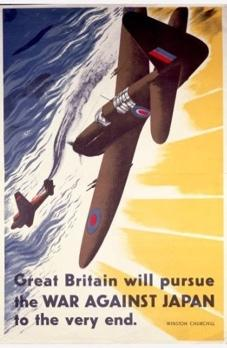 Great Britain will pursue
the WAR AGAINST JAPAN
to the very end.
WINSTON CHURCHILL